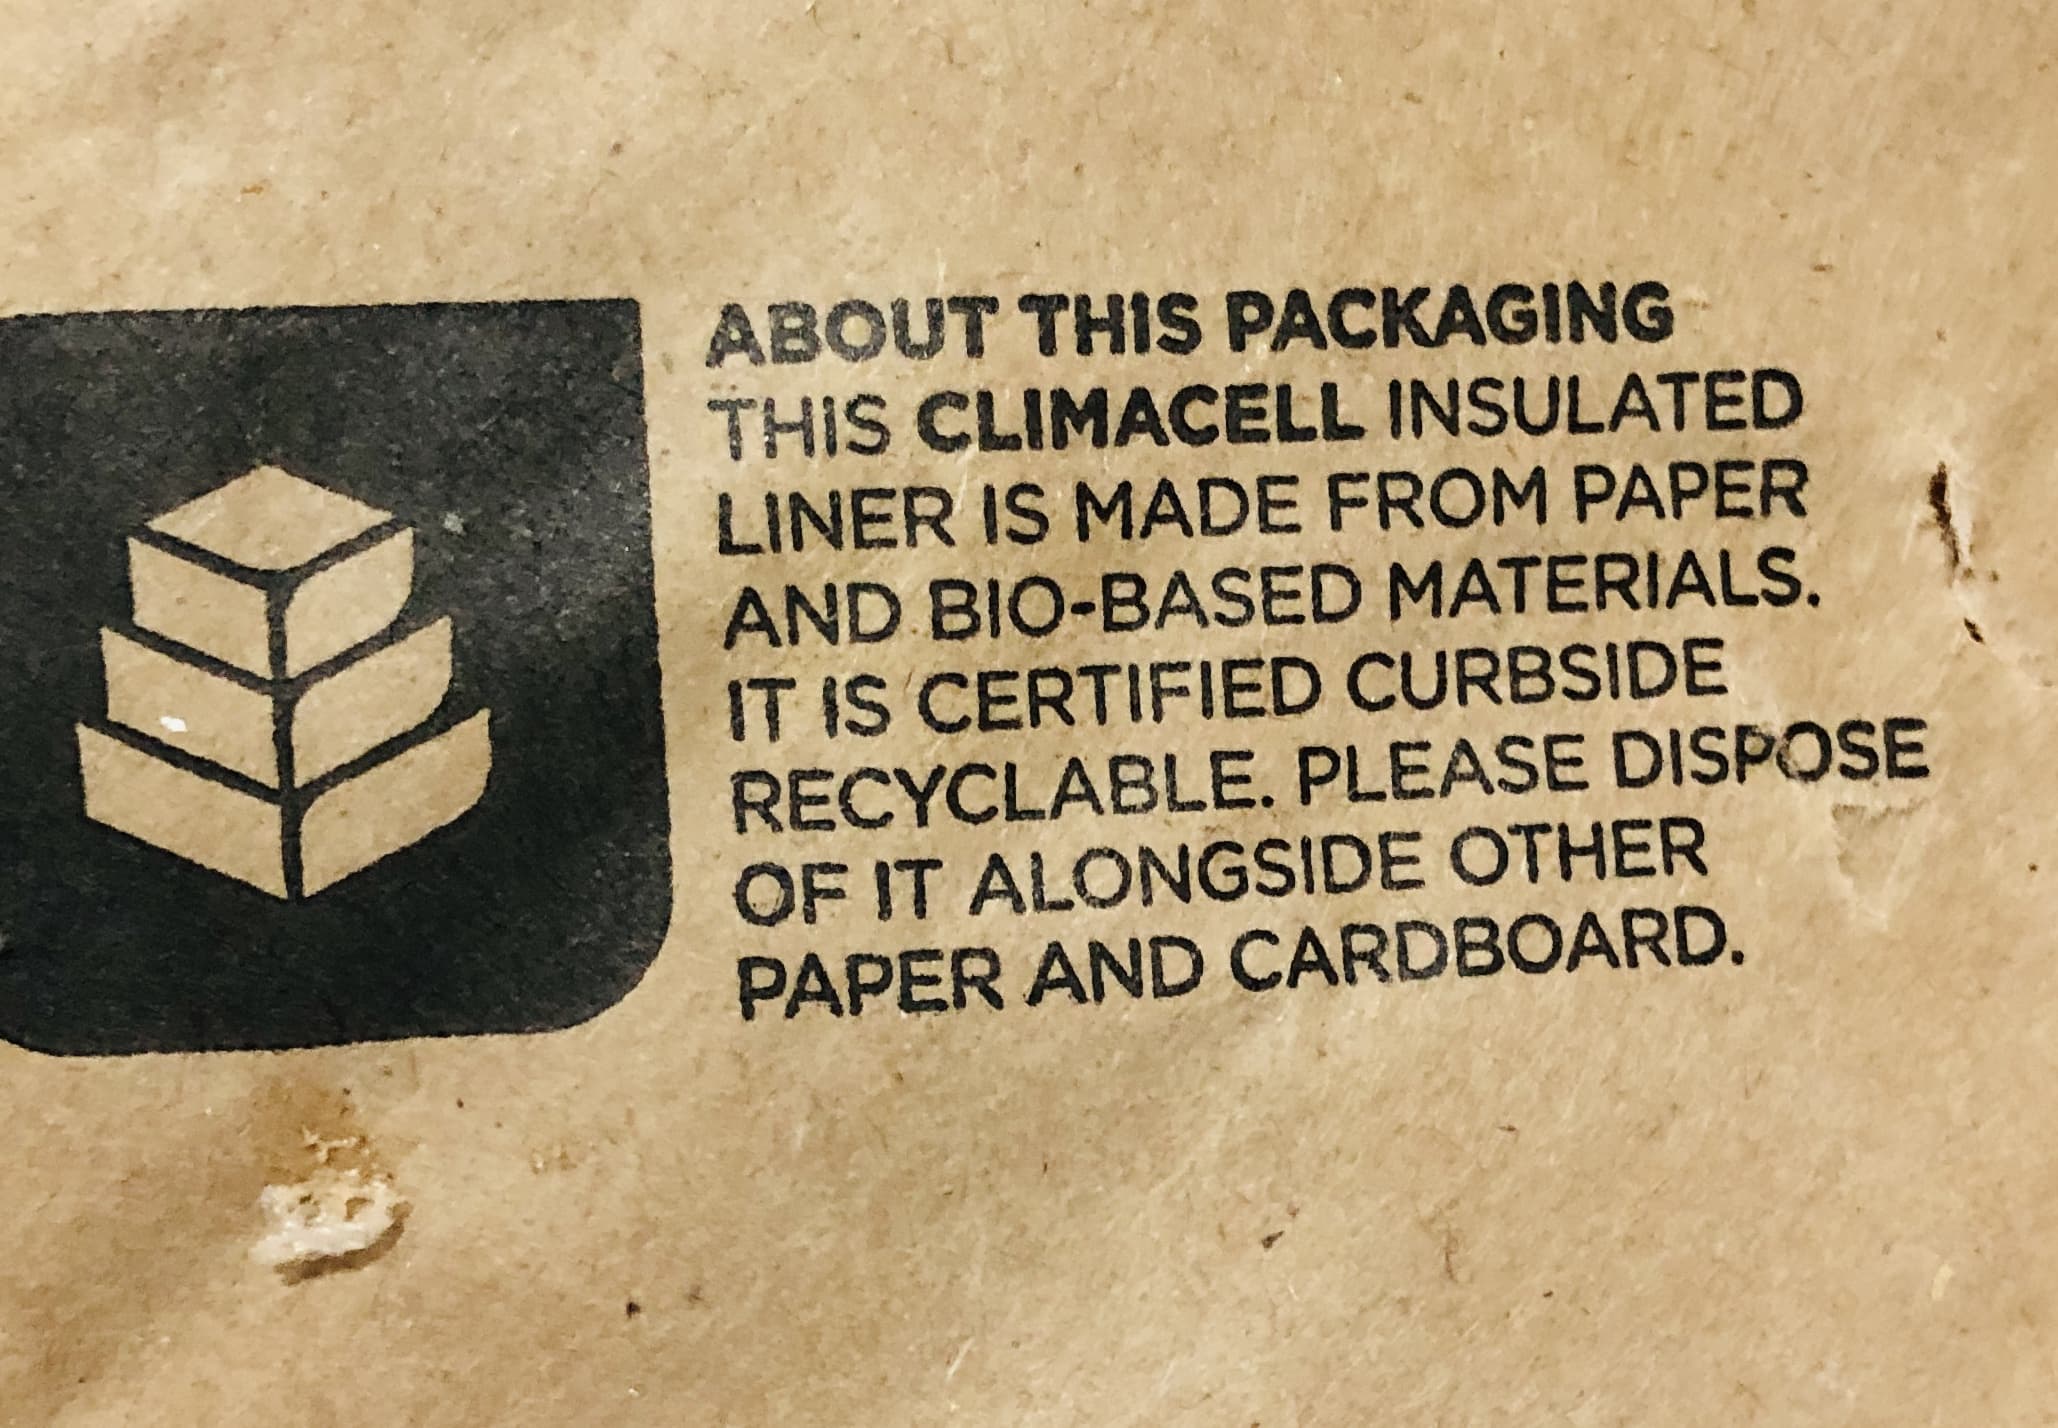 ABOUT THIS PACKAGING
THIS CLIMACELL INSULATED
LINER IS MADE FROM PAPER
AND BIO-BASED MATERIALS.
IT IS CERTIFIED CURBSIDE
RECYCLABLE. PLEASE DISPOSE
OF IT ALONGSIDE OTHER
PAPER AND CARDBOARD.